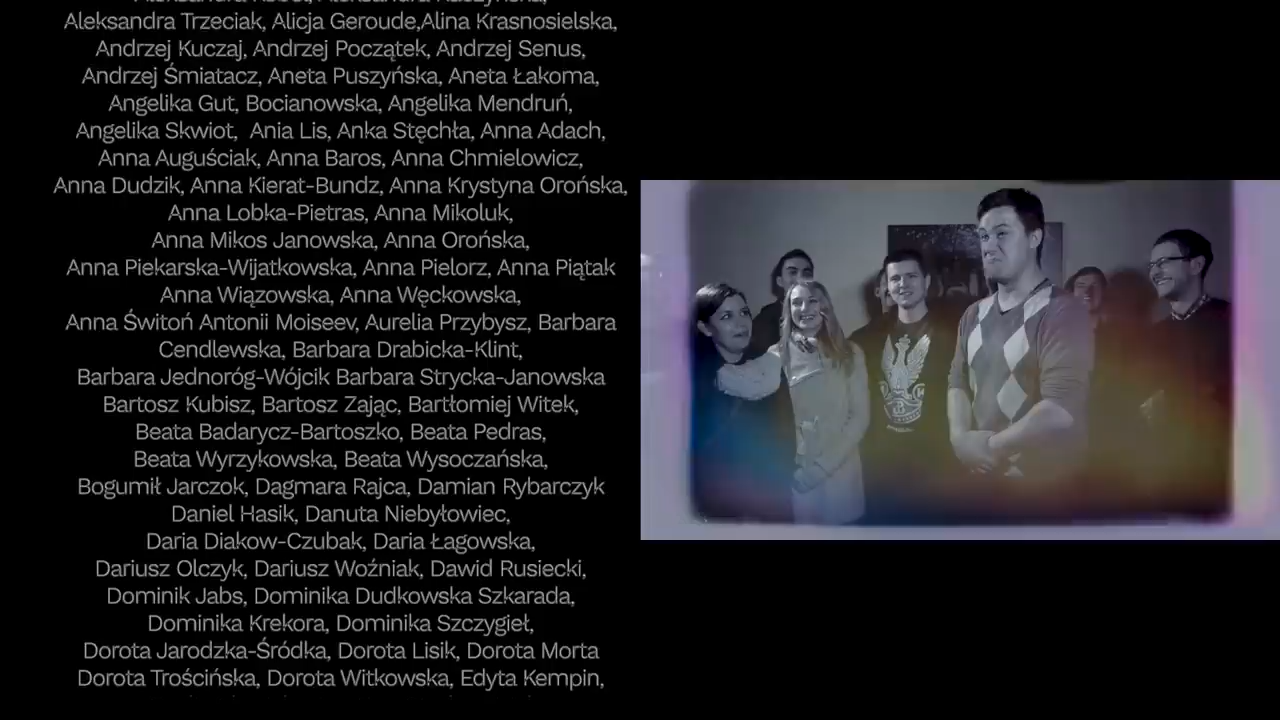 Aleksandra Trzeciak, Alicja Geroude,Alina Krasnosielska,
Andrzej Kuczaj, Andrzej Początek, Andrzej Senus,
Andrzej Śmiatacz, Aneta Puszyńska, Aneta Łakoma,
Angelika Gut, Bocianowska, Angelika Mendruń,
Angelika Skwiot,  Ania Lis, Anka Stęchła, Anna Adach,
Anna Auguściak, Anna Baros, Anna Chmielowicz,
Anna Dudzik, Anna Kierat-Bundz, Anna Krystyna Orońska,
Anna Lobka-Pietras, Anna Mikoluk,
Anna Mikos Janowska, Anna Orońska,
Anna Piekarska-Wijatkowska, Anna Pielorz, Anna Piątak
Anna Wiązowska, Anna Węckowska,
Anna Świtoń Antonii Moiseev, Aurelia Przybysz, Barbara
Cendlewska, Barbara Drabicka-Klint,
Barbara Jednoróg-Wójcik Barbara Strycka-Janowska
Bartosz Kubisz, Bartosz Zając, Bartłomiej Witek,
Beata Badarycz-Bartoszko, Beata Pedras,
Beata Wyrzykowska, Beata Wysoczańska,
Bogumił Jarczok, Dagmara Rajca, Damian Rybarczyk
Daniel Hasik, Danuta Niebyłowiec,
Daria Diakow-Czubak, Daria Łagowska,
Dariusz Olczyk, Dariusz Woźniak, Dawid Rusiecki,
Dominik Jabs, Dominika Dudkowska Szkarada,
Dominika Krekora, Dominika Szczygieł,
Dorota Jarodzka-Śródka, Dorota Lisik, Dorota Morta
Dorota Trościńska, Dorota Witkowska, Edyta Kempin,